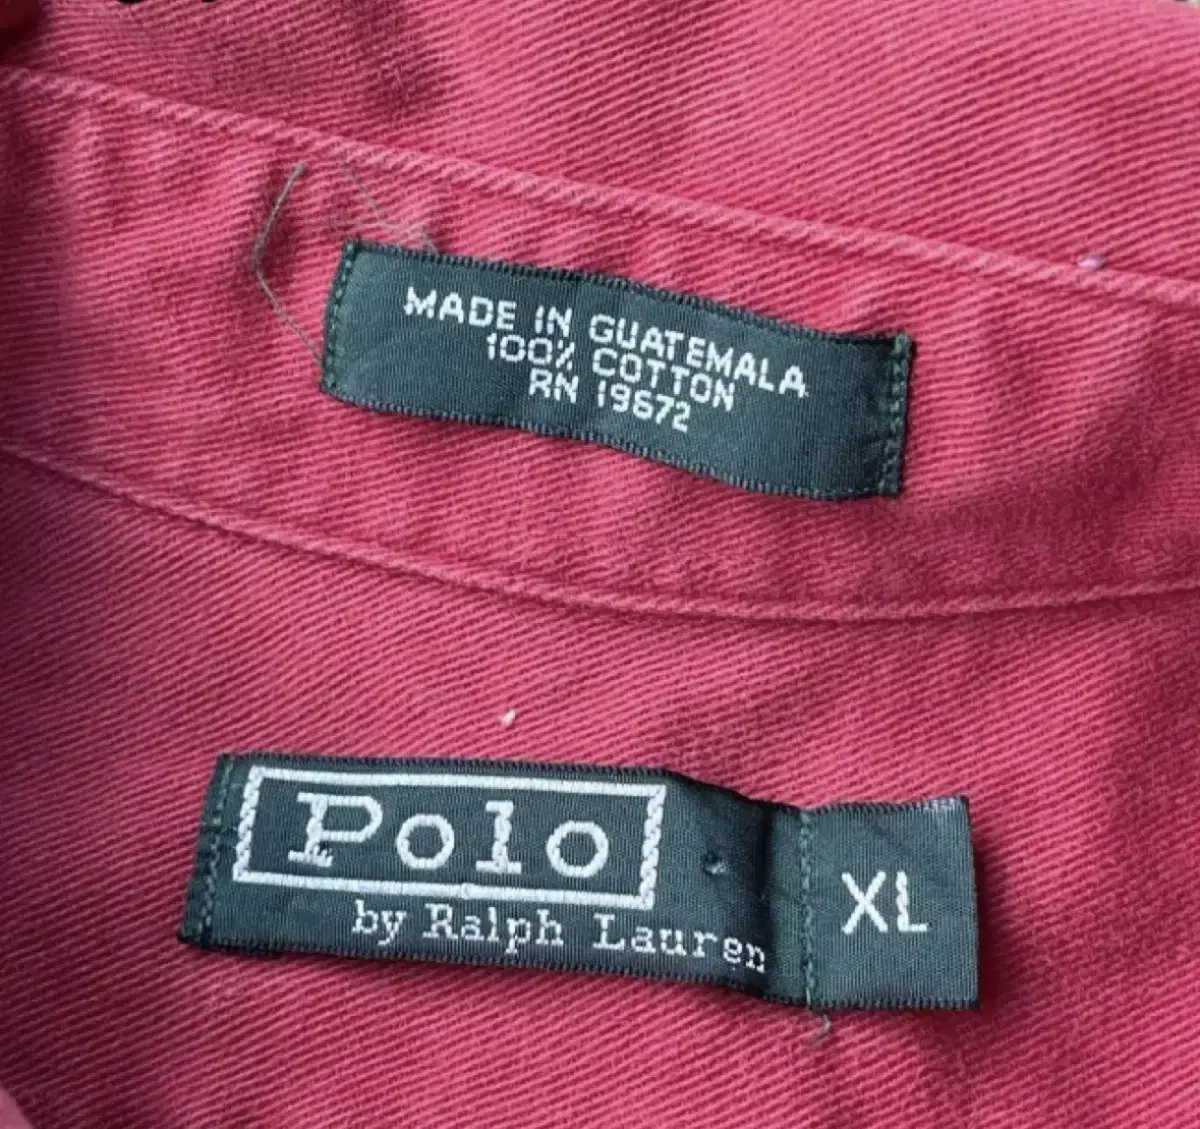 MADE IN GUATEMALA
100% COTTON
RN 19672
Polo
by Ralph Lauren
XL